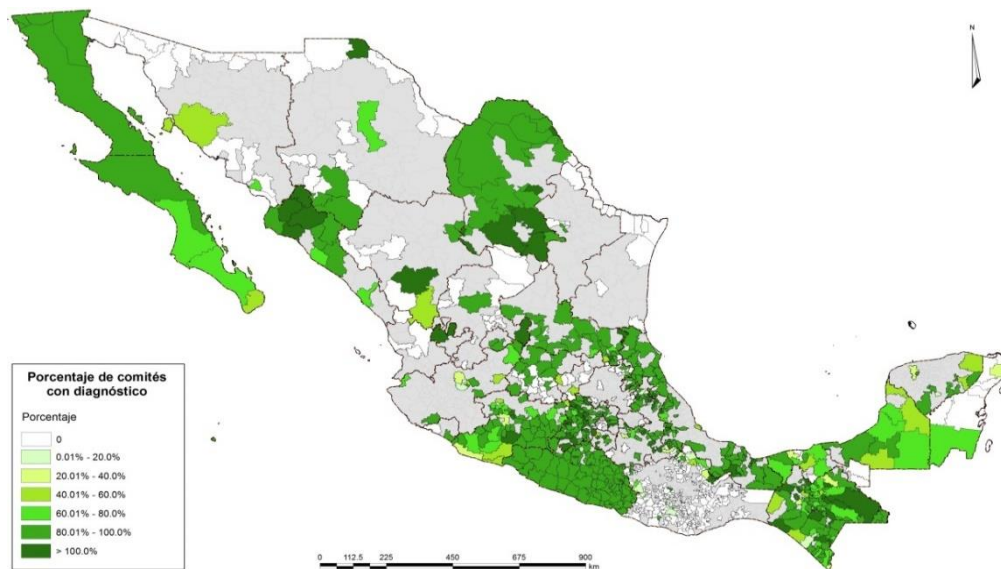 N
Porcentaje de comités
con diagnóstico
Porcentaje
0
0.01% - 20.0%
20.01% - 40.0%
40.01% - 60.0%
60.01% - 80.0%
80.01% - 100.0%
> 100.0%
0 112.5 225 450 675 900
km